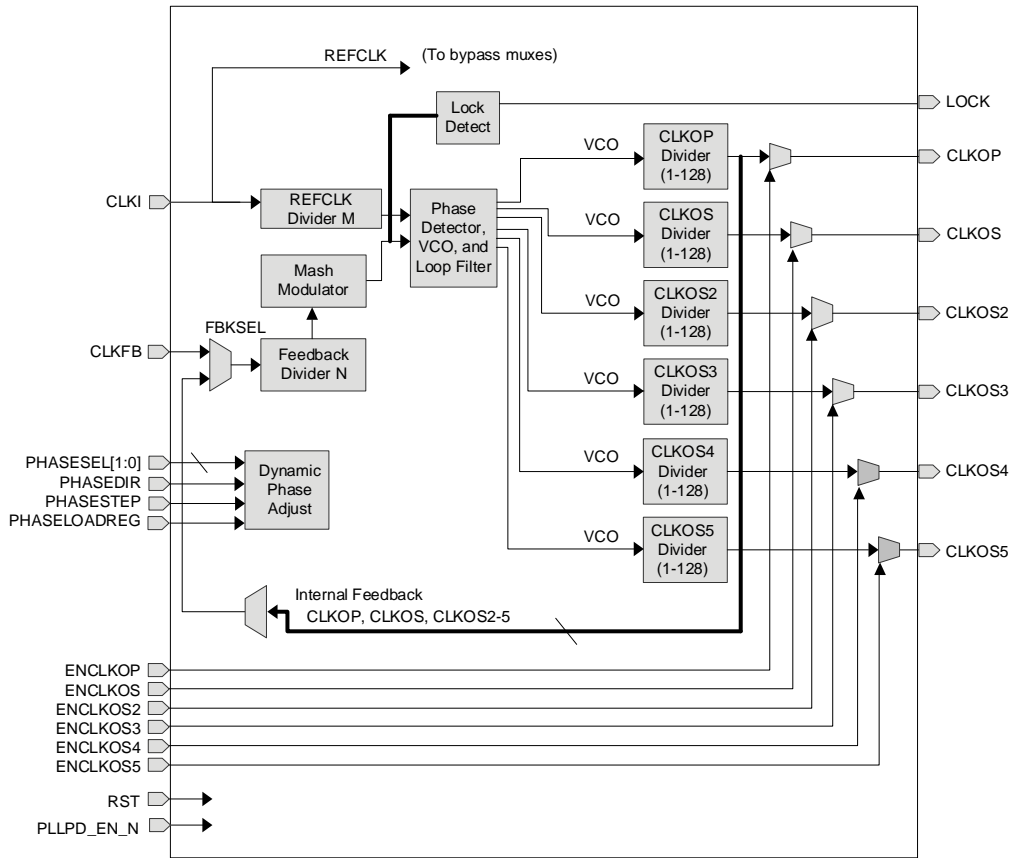 REFCLK
(To bypass muxes)
Lock
Detect
LOCK
VCO
CLKOP
Divider
(1-128)
CLKOP
CLKI
REFCLK
Divider M
Phase
Detector,
VCO, and
Loop Filter
VCO
CLKOS
Divider
(1-128)
CLKOS
Mash
Modulator
VCO
CLKOS2
Divider
(1-128)
CLKOS2
FBKSEL
CLKFB
Feedback
Divider N
VCO
CLKOS3
Divider
(1-128)
CLKOS3
PHASESEL[1:0]
PHASEDIR
PHASESTEP
PHASELOADREG
Dynamic
Phase
Adjust
VCO
CLKOS4
Divider
(1-128)
CLKOS4
VCO
CLKOS5
Divider
(1-128)
CLKOS5
Internal Feedback
CLKOP, CLKOS, CLKOS2-5
ENCLKOP
ENCLKOS
ENCLKOS2
ENCLKOS3
ENCLKOS4
ENCLKOS5
RST
PLLPD_EN_N